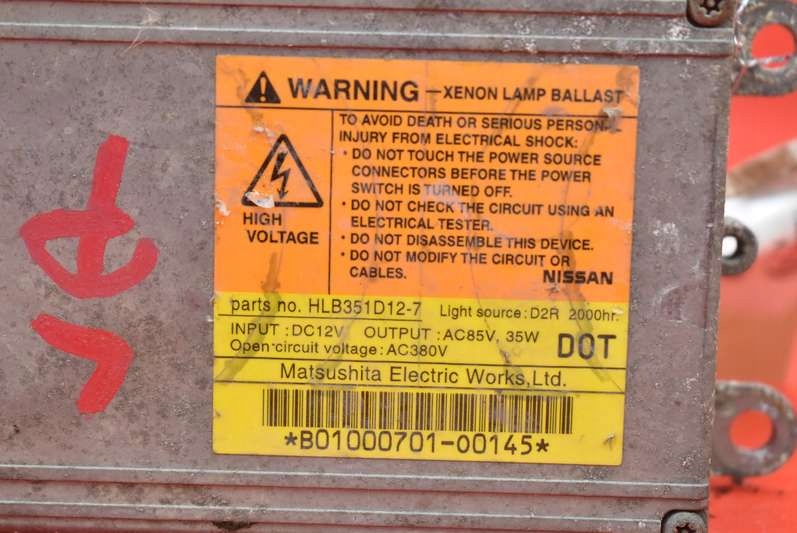 WARNING – XENON LAMP BALLAST
TO AVOID DEATH OR SERIOUS PERSON-
INJURY FROM ELECTRICAL SHOCK:
• DO NOT TOUCH THE POWER SOURCE
CONNECTORS BEFORE THE POWER
SWITCH IS TURNED OFF.
• DO NOT CHECK THE CIRCUIT USING AN
ELECTRICAL TESTER.
• DO NOT DISASSEMBLE THIS DEVICE.
• DO NOT MODIFY THE CIRCUIT OR
CABLES.
HIGH
VOLTAGE
NISSAN
parts no. HLB351D12-7 Light source : D2R 2000hr.
INPUT : DC12V OUTPUT : AC85V, 35W
Open-circuit voltage : AC380V
DOT
Matsushita Electric Works, Ltd.
*B01000701-00145*